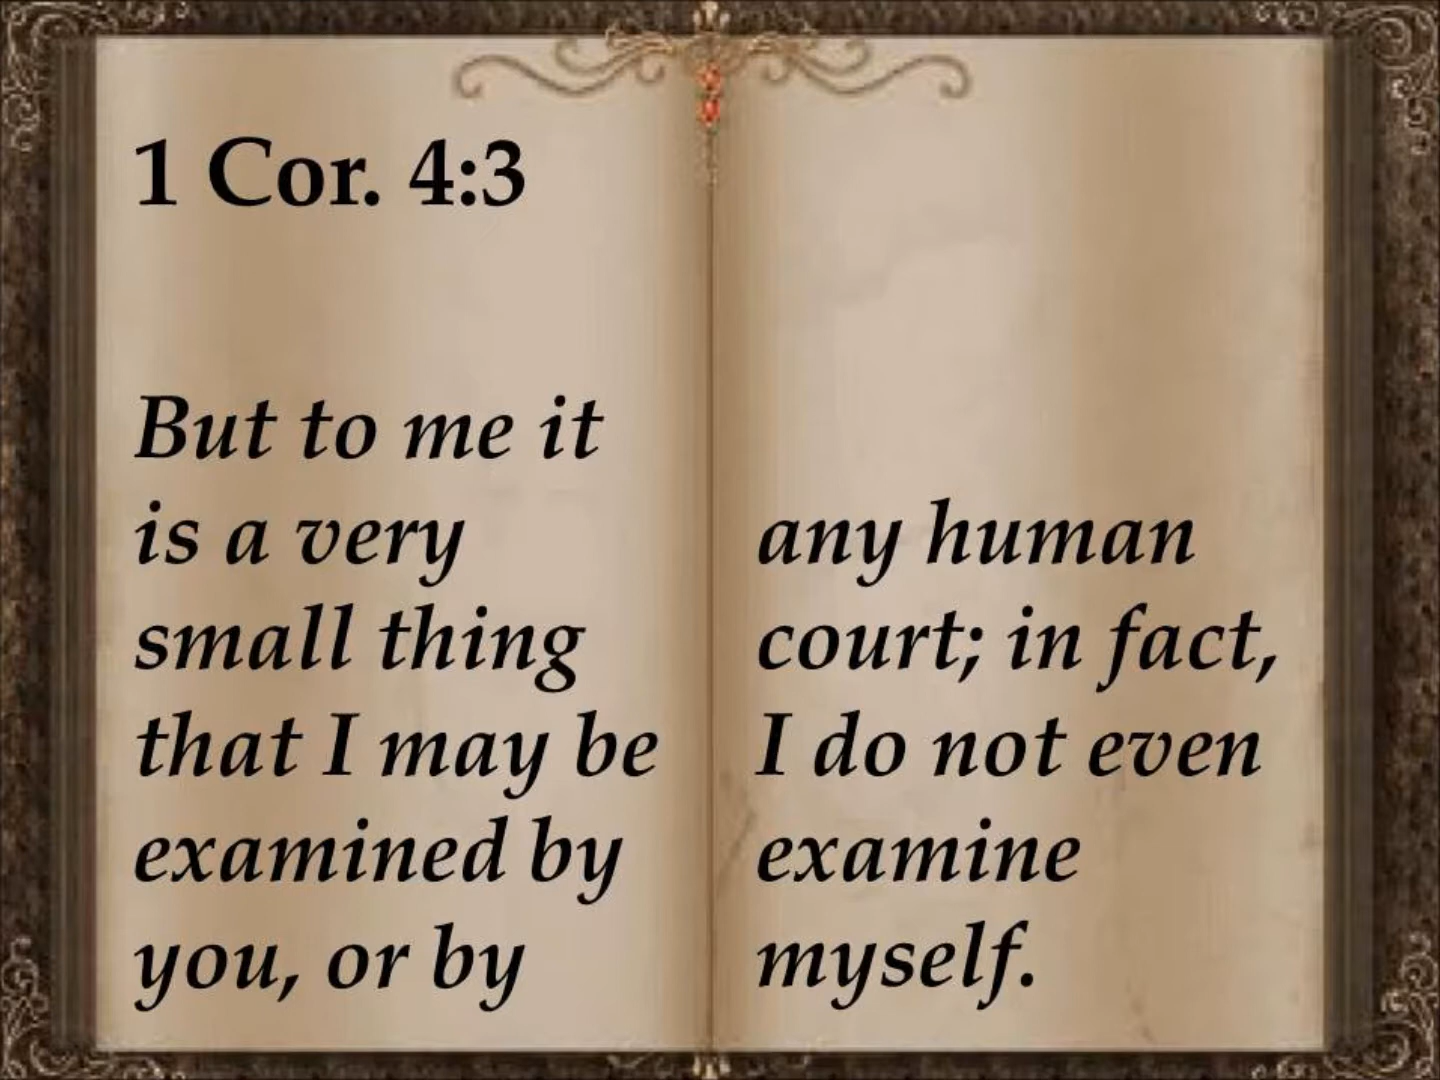 1 Cor. 4:3
But to me it
is a very
small thing
that I may be
examined by
you, or by
any human
court; in fact,
I do not even
examine
myself.